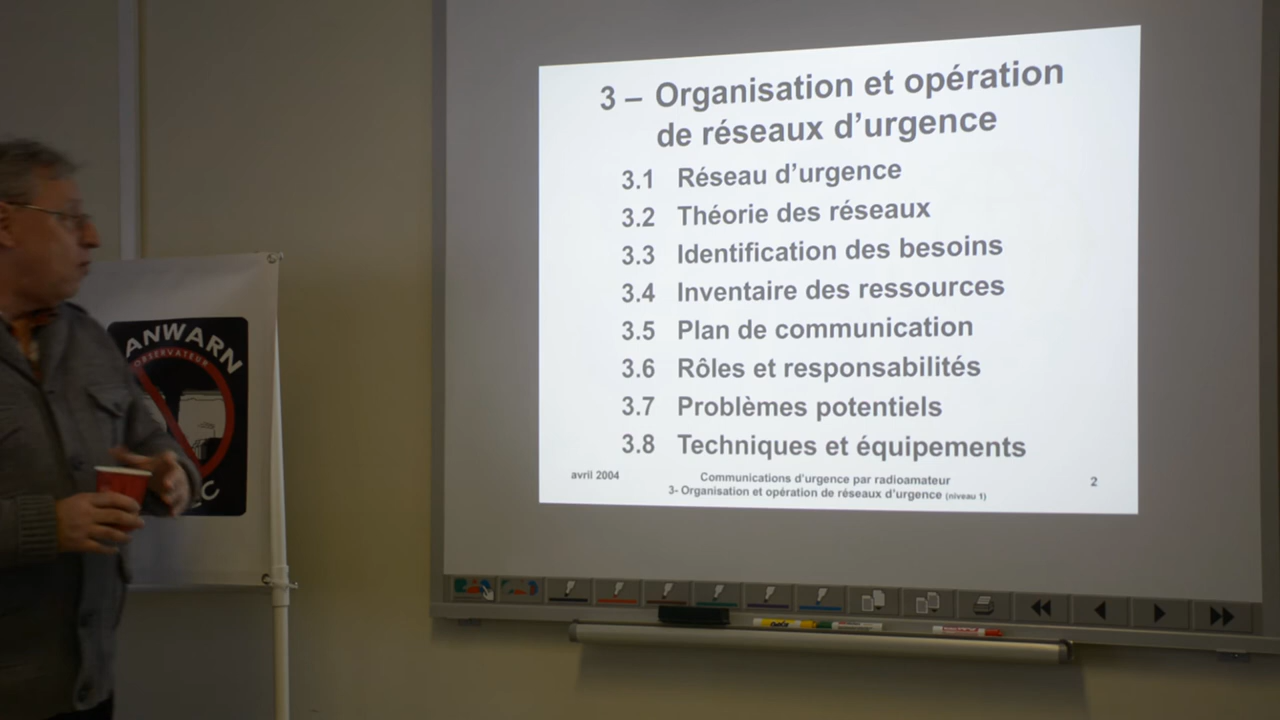 3 – Organisation et opération
de réseaux d'urgence
3.1 Réseau d'urgence
3.2 Théorie des réseaux
3.3 Identification des besoins
3.4 Inventaire des ressources
3.5 Plan de communication
3.6 Rôles et responsabilités
3.7 Problèmes potentiels
3.8 Techniques et équipements
avril 2004
Communications d'urgence par radioamateur
3- Organisation et opération de réseaux d'urgence (niveau 1)
2
ANWARN
OBSERVATEUR